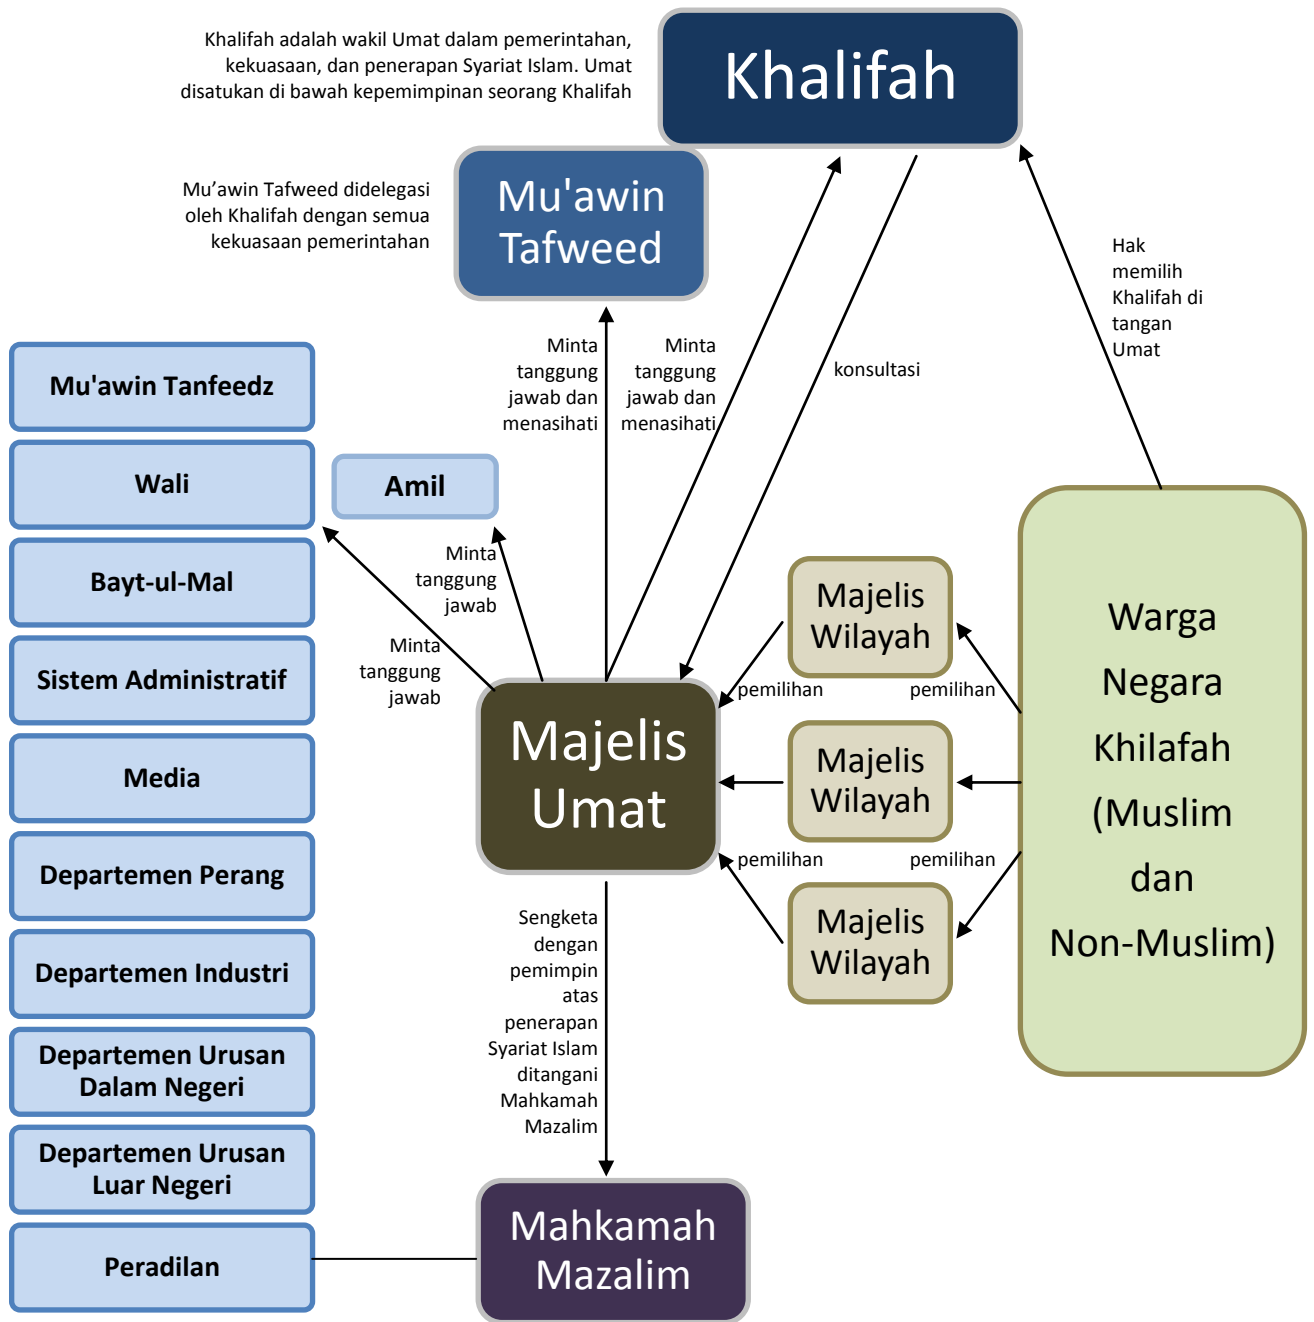 Khalifah adalah wakil Umat dalam pemerintahan,
kekuasaan, dan penerapan Syariat Islam. Umat
disatukan di bawah kepemimpinan seorang Khalifah
Khalifah
Mu'awin Tafweed didelegasi
oleh Khalifah dengan semua
kekuasaan pemerintahan
Mu'awin
Tafweed
Hak
memilih
Khalifah di
tangan
Umat
Minta
tanggung
jawab dan
menasihati
Minta
tanggung
jawab dan
menasihati
konsultasi
Mu'awin Tanfeedz
Wali
Amil
Bayt-ul-Mal
Sistem Administratif
Media
Departemen Perang
Departemen Industri
Departemen Urusan
Dalam Negeri
Departemen Urusan
Luar Negeri
Peradilan
Minta
tanggung
jawab
Minta
tanggung
jawab
Majelis
Umat
Majelis
Wilayah
pemilihan
pemilihan
Majelis
Wilayah
pemilihan
pemilihan
Majelis
Wilayah
Warga
Negara
Khilafah
(Muslim
dan
Non-Muslim)
Sengketa
dengan
pemimpin
atas
penerapan
Syariat Islam
ditangani
Mahkamah
Mazalim
Mahkamah
Mazalim